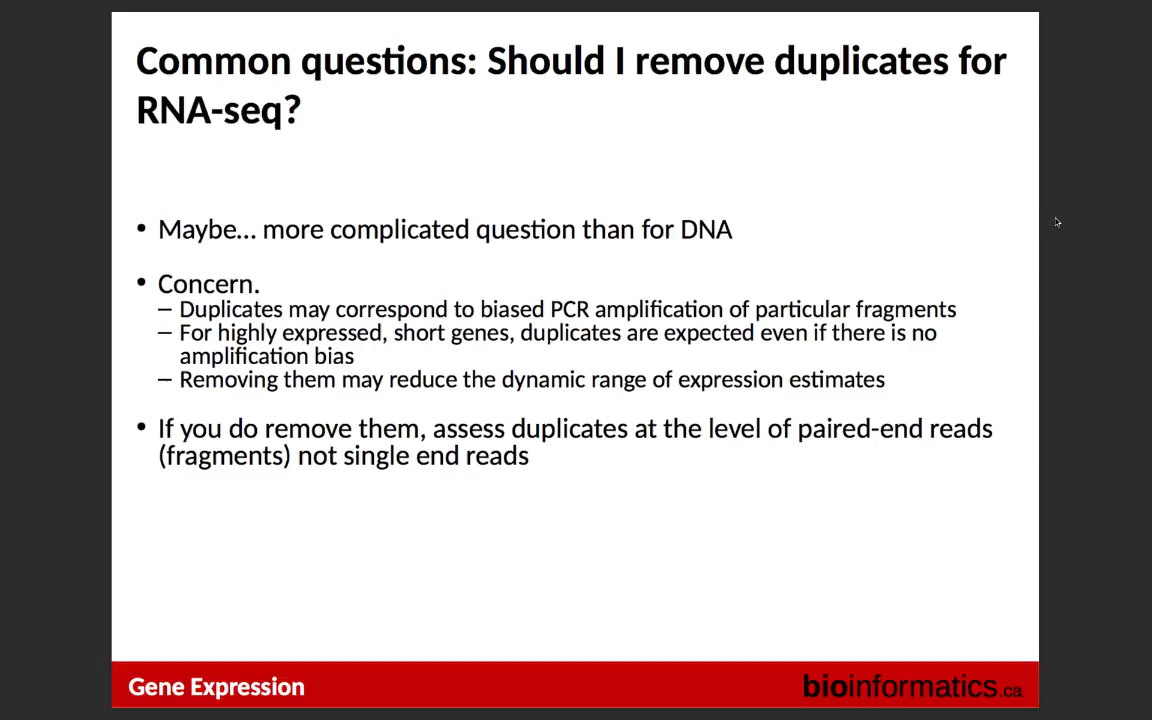 Common questions: Should I remove duplicates for
RNA-seq?
• Maybe... more complicated question than for DNA
• Concern.
– Duplicates may correspond to biased PCR amplification of particular fragments
– For highly expressed, short genes, duplicates are expected even if there is no
amplification bias
– Removing them may reduce the dynamic range of expression estimates
• If you do remove them, assess duplicates at the level of paired-end reads
(fragments) not single end reads
Gene Expression
bioinformatics.ca